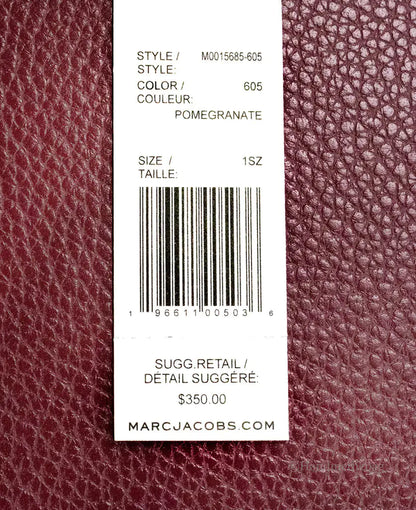 STYLE / M0015685-605
STYLE:
COLOR / 605
COULEUR:
POMEGRANATE
SIZE / 1SZ
TAILLE:
1 96611 00503 6
SUGG.RETAIL /
DÉTAIL SUGGÉRÉ:
$350.00
MARCJACOBS.COM